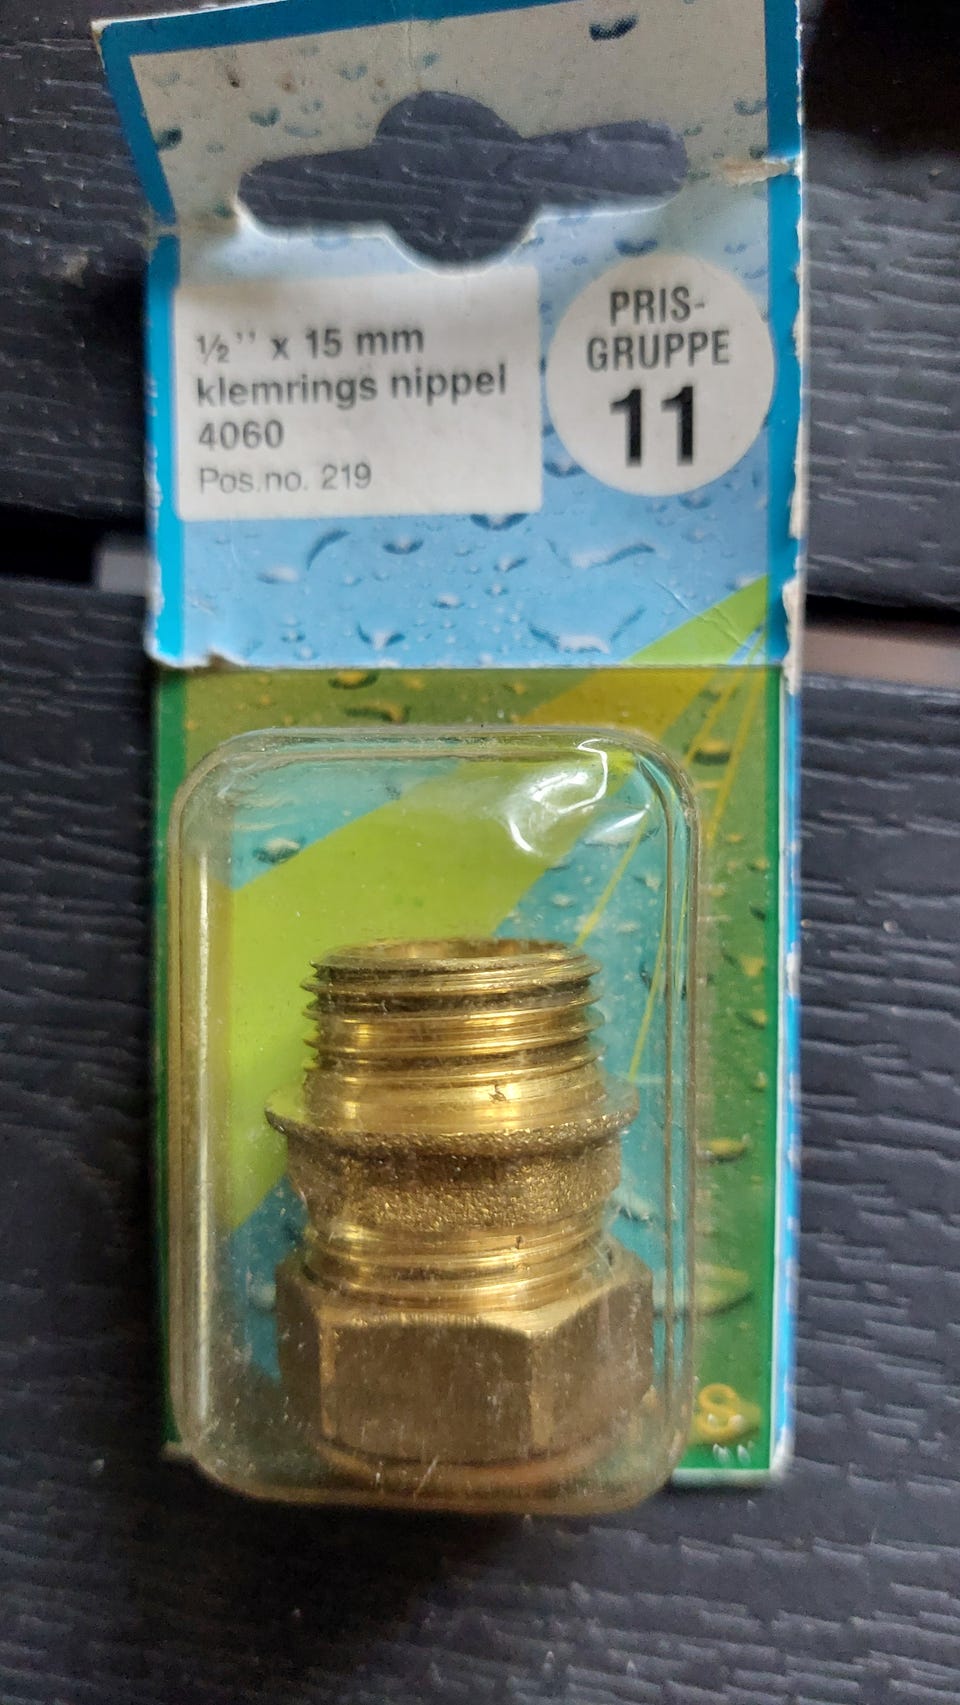 ½'' x 15 mm
klemrings nippel
4060
Pos.no. 219
PRIS-
GRUPPE
11